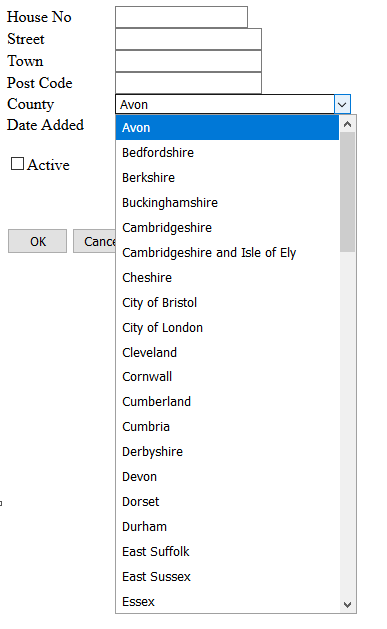 House No
Street
Town
Post Code
County Avon
Date Added
Active
OK Cance
Avon
Bedfordshire
Berkshire
Buckinghamshire
Cambridgeshire
Cambridgeshire and Isle of Ely
Cheshire
City of Bristol
City of London
Cleveland
Cornwall
Cumberland
Cumbria
Derbyshire
Devon
Dorset
Durham
East Suffolk
East Sussex
Essex